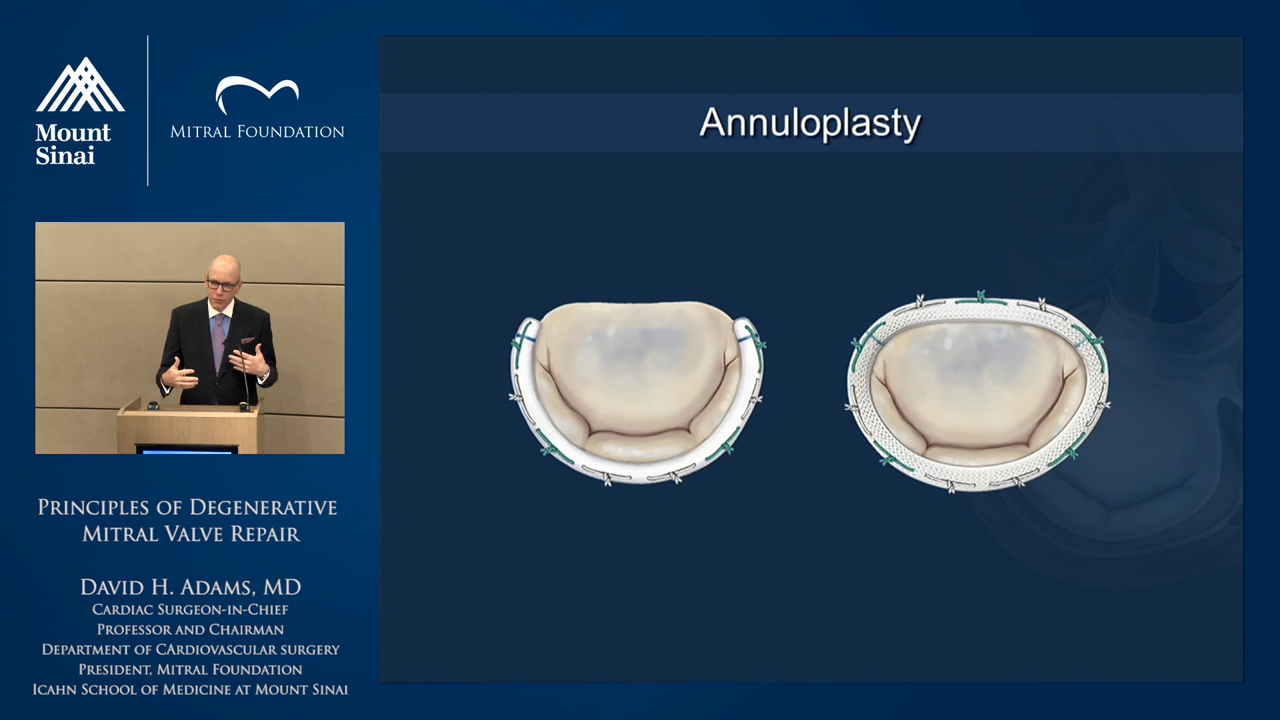 Mount
Sinai
MITRAL FOUNDATION
Annuloplasty
PRINCIPLES OF DEGENERATIVE
MITRAL VALVE REPAIR
DAVID H. ADAMS, MD
CARDIAC SURGEON-IN-CHIEF
PROFESSOR AND CHAIRMAN
DEPARTMENT OF CARDIOVASCULAR SURGERY
PRESIDENT, MITRAL FOUNDATION
ICAHN SCHOOL OF MEDICINE AT MOUNT SINAI